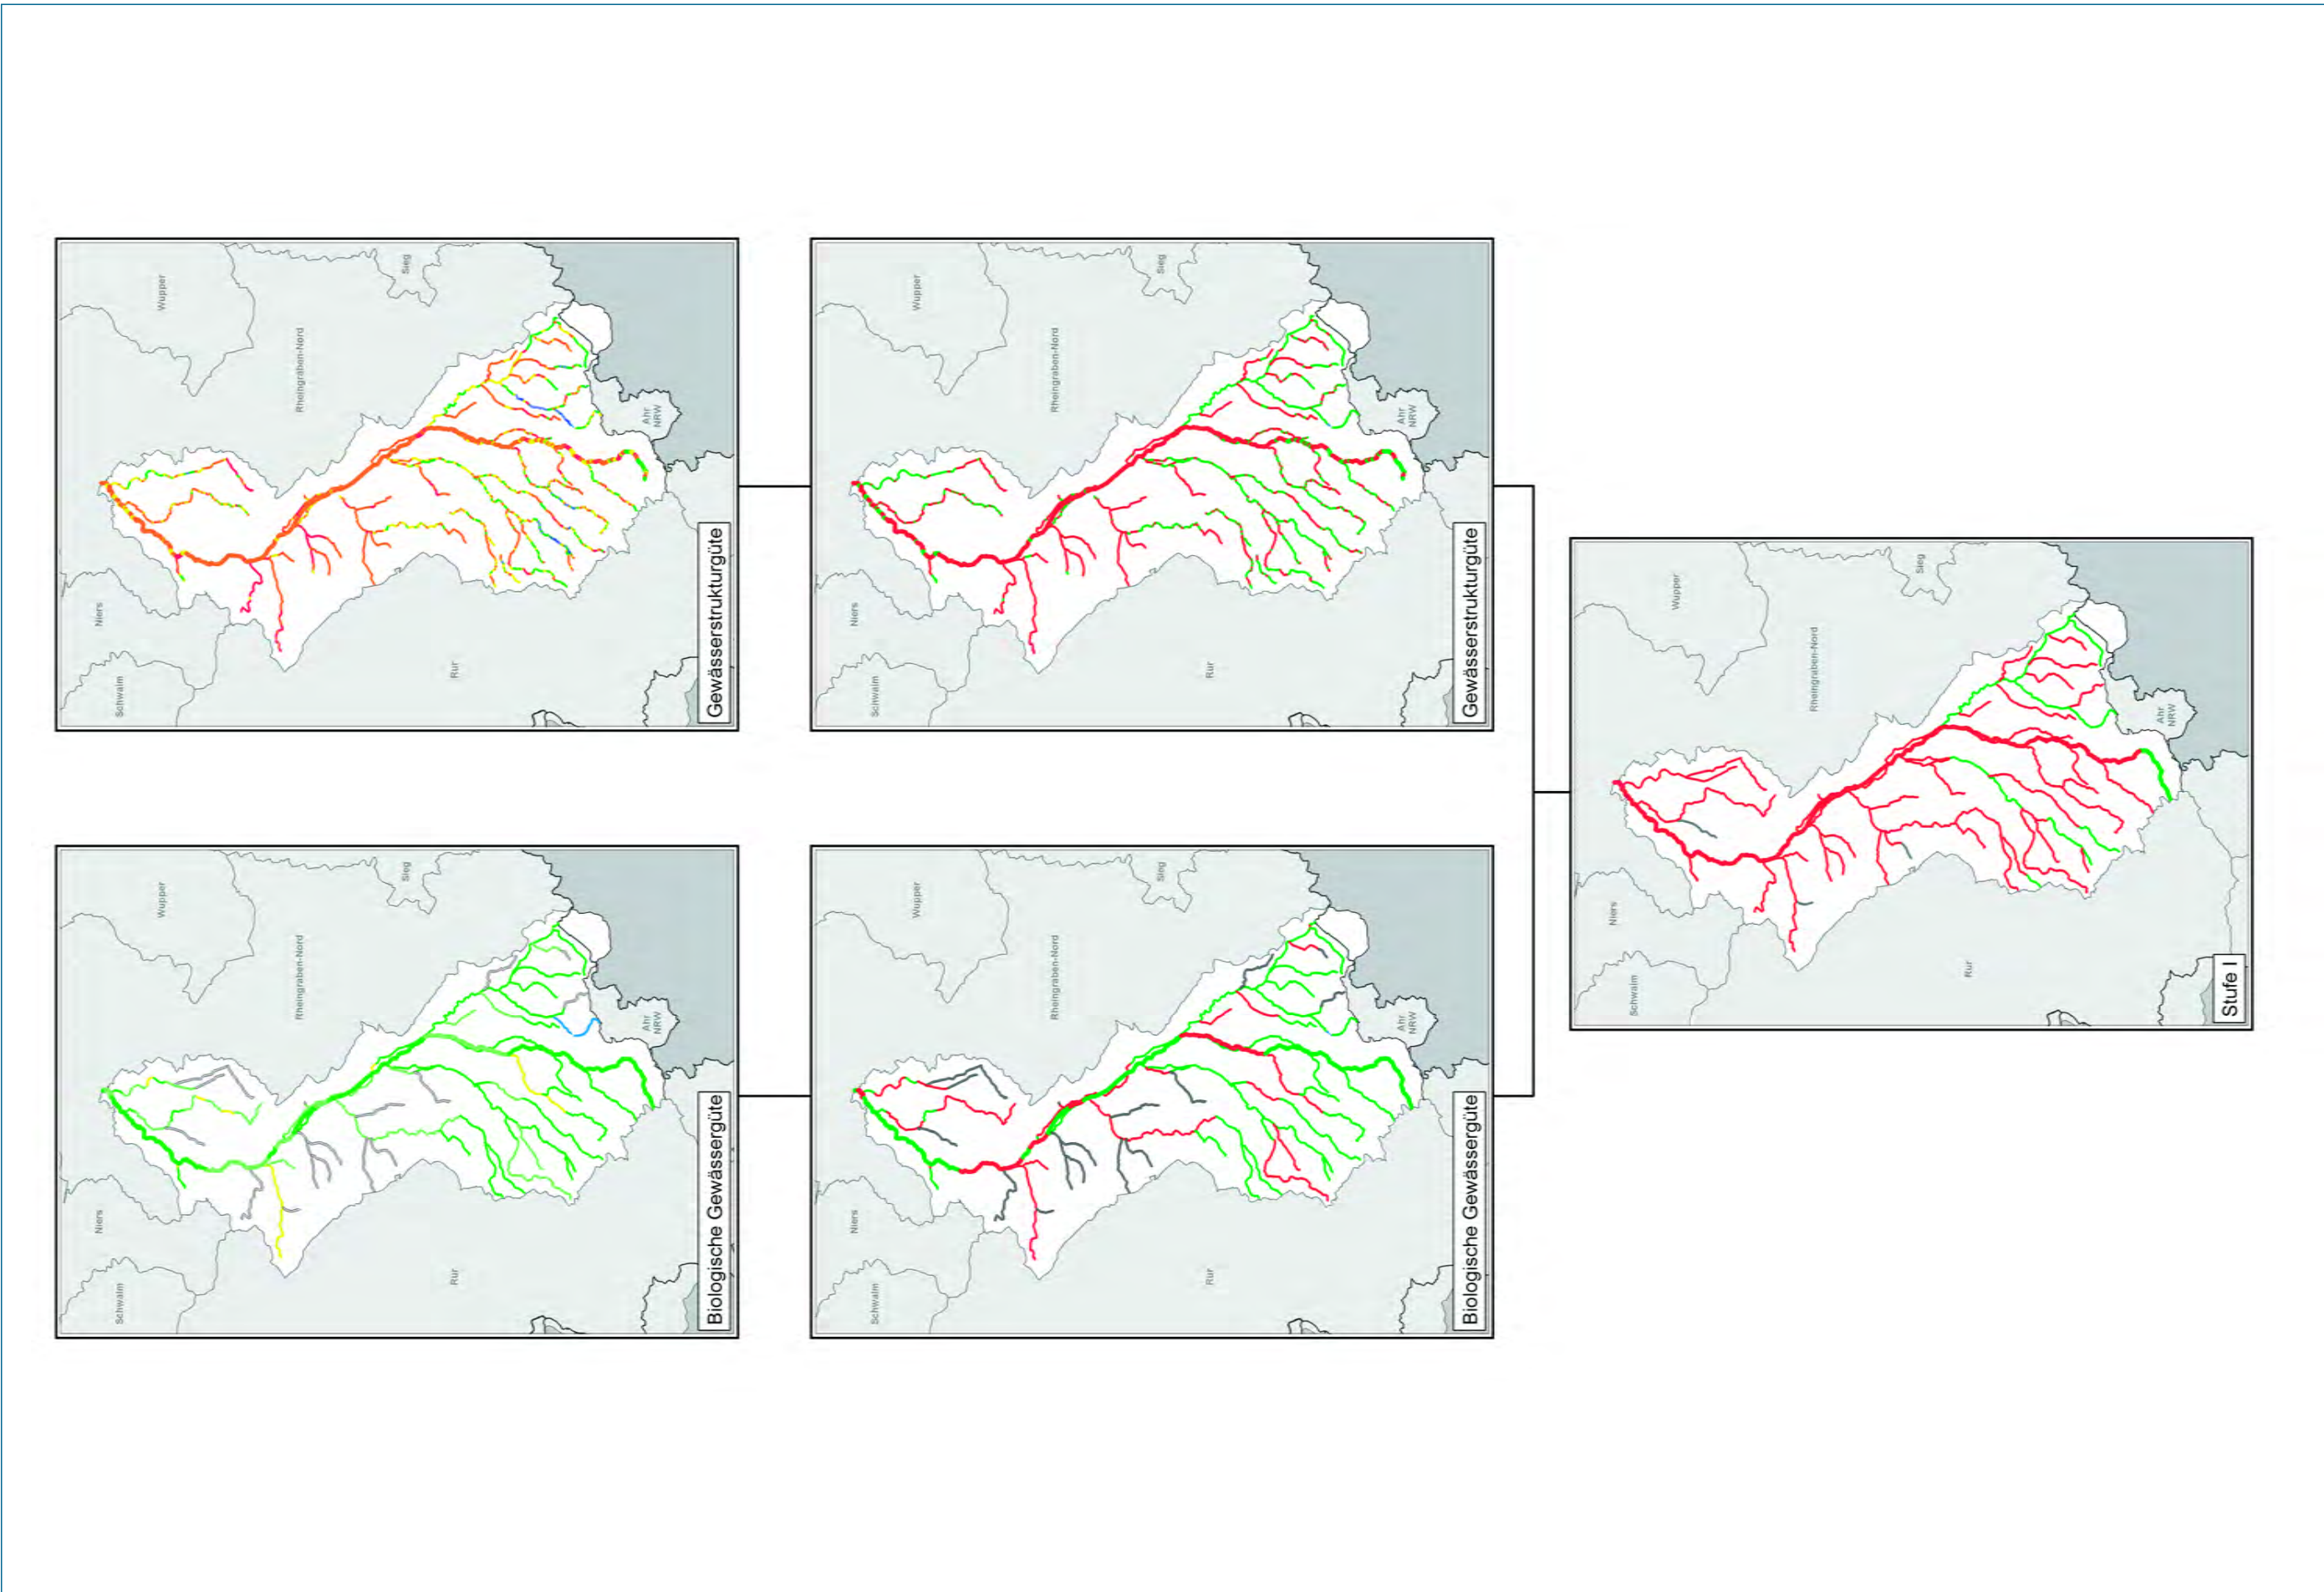 Wupper
Sieg
Rheingraben-Nord
Niers
Schwalm
Rur
Ahr
NRW
Gewässerstrukturgüte
Wupper
Sieg
Rheingraben-Nord
Niers
Schwalm
Rur
Ahr
NRW
Gewässerstrukturgüte
Wupper
Sieg
Rheingraben-Nord
Niers
Schwalm
Rur
Ahr
NRW
Biologische Gewässergüte
Wupper
Sieg
Rheingraben-Nord
Niers
Schwalm
Rur
Ahr
NRW
Biologische Gewässergüte
Wupper
Sieg
Rheingraben-Nord
Niers
Schwalm
Rur
Ahr
NRW
Stufe I